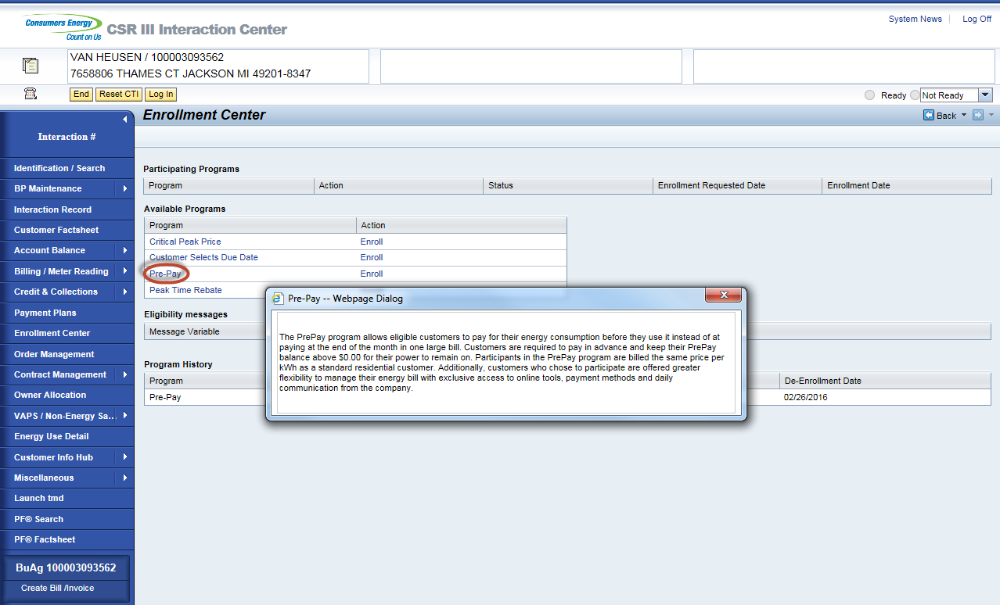 Consumers Energy
Count on Us
CSR III Interaction Center
System News
Log Off
VAN HEUSEN / 100003093562
7658806 THAMES CT JACKSON MI 49201-8347
End
Reset CTI
Log In
Ready
Not Ready
Enrollment Center
Back
Interaction #
Identification / Search
BP Maintenance
Interaction Record
Customer Factsheet
Account Balance
Billing / Meter Reading
Credit & Collections
Payment Plans
Enrollment Center
Order Management
Contract Management
Owner Allocation
VAPS / Non-Energy Sa...
Energy Use Detail
Customer Info Hub
Miscellaneous
Launch tmd
PF® Search
PF® Factsheet
BuAg 100003093562
Create Bill /Invoice
Participating Programs
Program Action Status Enrollment Requested Date Enrollment Date
Available Programs
Program Action
Critical Peak Price Enroll
Customer Selects Due Date Enroll
Pre-Pay Enroll
Peak Time Rebate
Eligibility messages
Message Variable
Program History
Program De-Enrollment Date
Pre-Pay 02/26/2016
Pre-Pay -- Webpage Dialog
The PrePay program allows eligible customers to pay for their energy consumption before they use it instead of at
paying at the end of the month in one large bill. Customers are required to pay in advance and keep their PrePay
balance above $0.00 for their power to remain on. Participants in the PrePay program are billed the same price per
kWh as a standard residential customer. Additionally, customers who chose to participate are offered greater
flexibility to manage their energy bill with exclusive access to online tools, payment methods and daily
communication from the company.